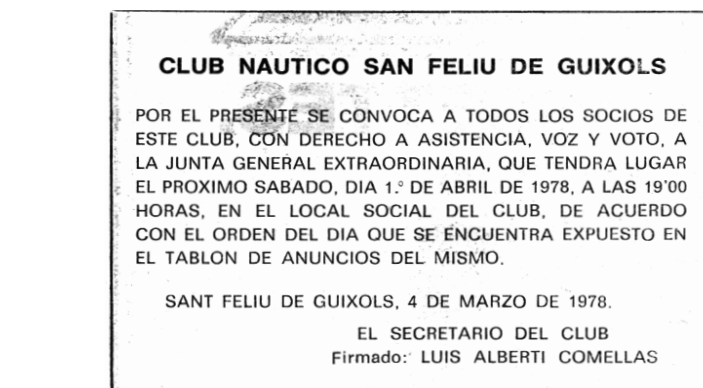 CLUB NAUTICO SAN FELIU DE GUIXOLS
POR EL PRESENTE SE CONVOCA A TODOS LOS SOCIOS DE
ESTE CLUB, CON DERECHO A ASISTENCIA, VOZ Y VOTO, A
LA JUNTA GENERAL EXTRAORDINARIA, QUE TENDRA LUGAR
EL PROXIMO SABADO, DIA 1.º DE ABRIL DE 1978, A LAS 19'00
HORAS, EN EL LOCAL SOCIAL DEL CLUB, DE ACUERDO
CON EL ORDEN DEL DIA QUE SE ENCUENTRA EXPUESTO EN
EL TABLON DE ANUNCIOS DEL MISMO.
SANT FELIU DE GUIXOLS, 4 DE MARZO DE 1978.
EL SECRETARIO DEL CLUB
Firmado: LUIS ALBERTI COMELLAS